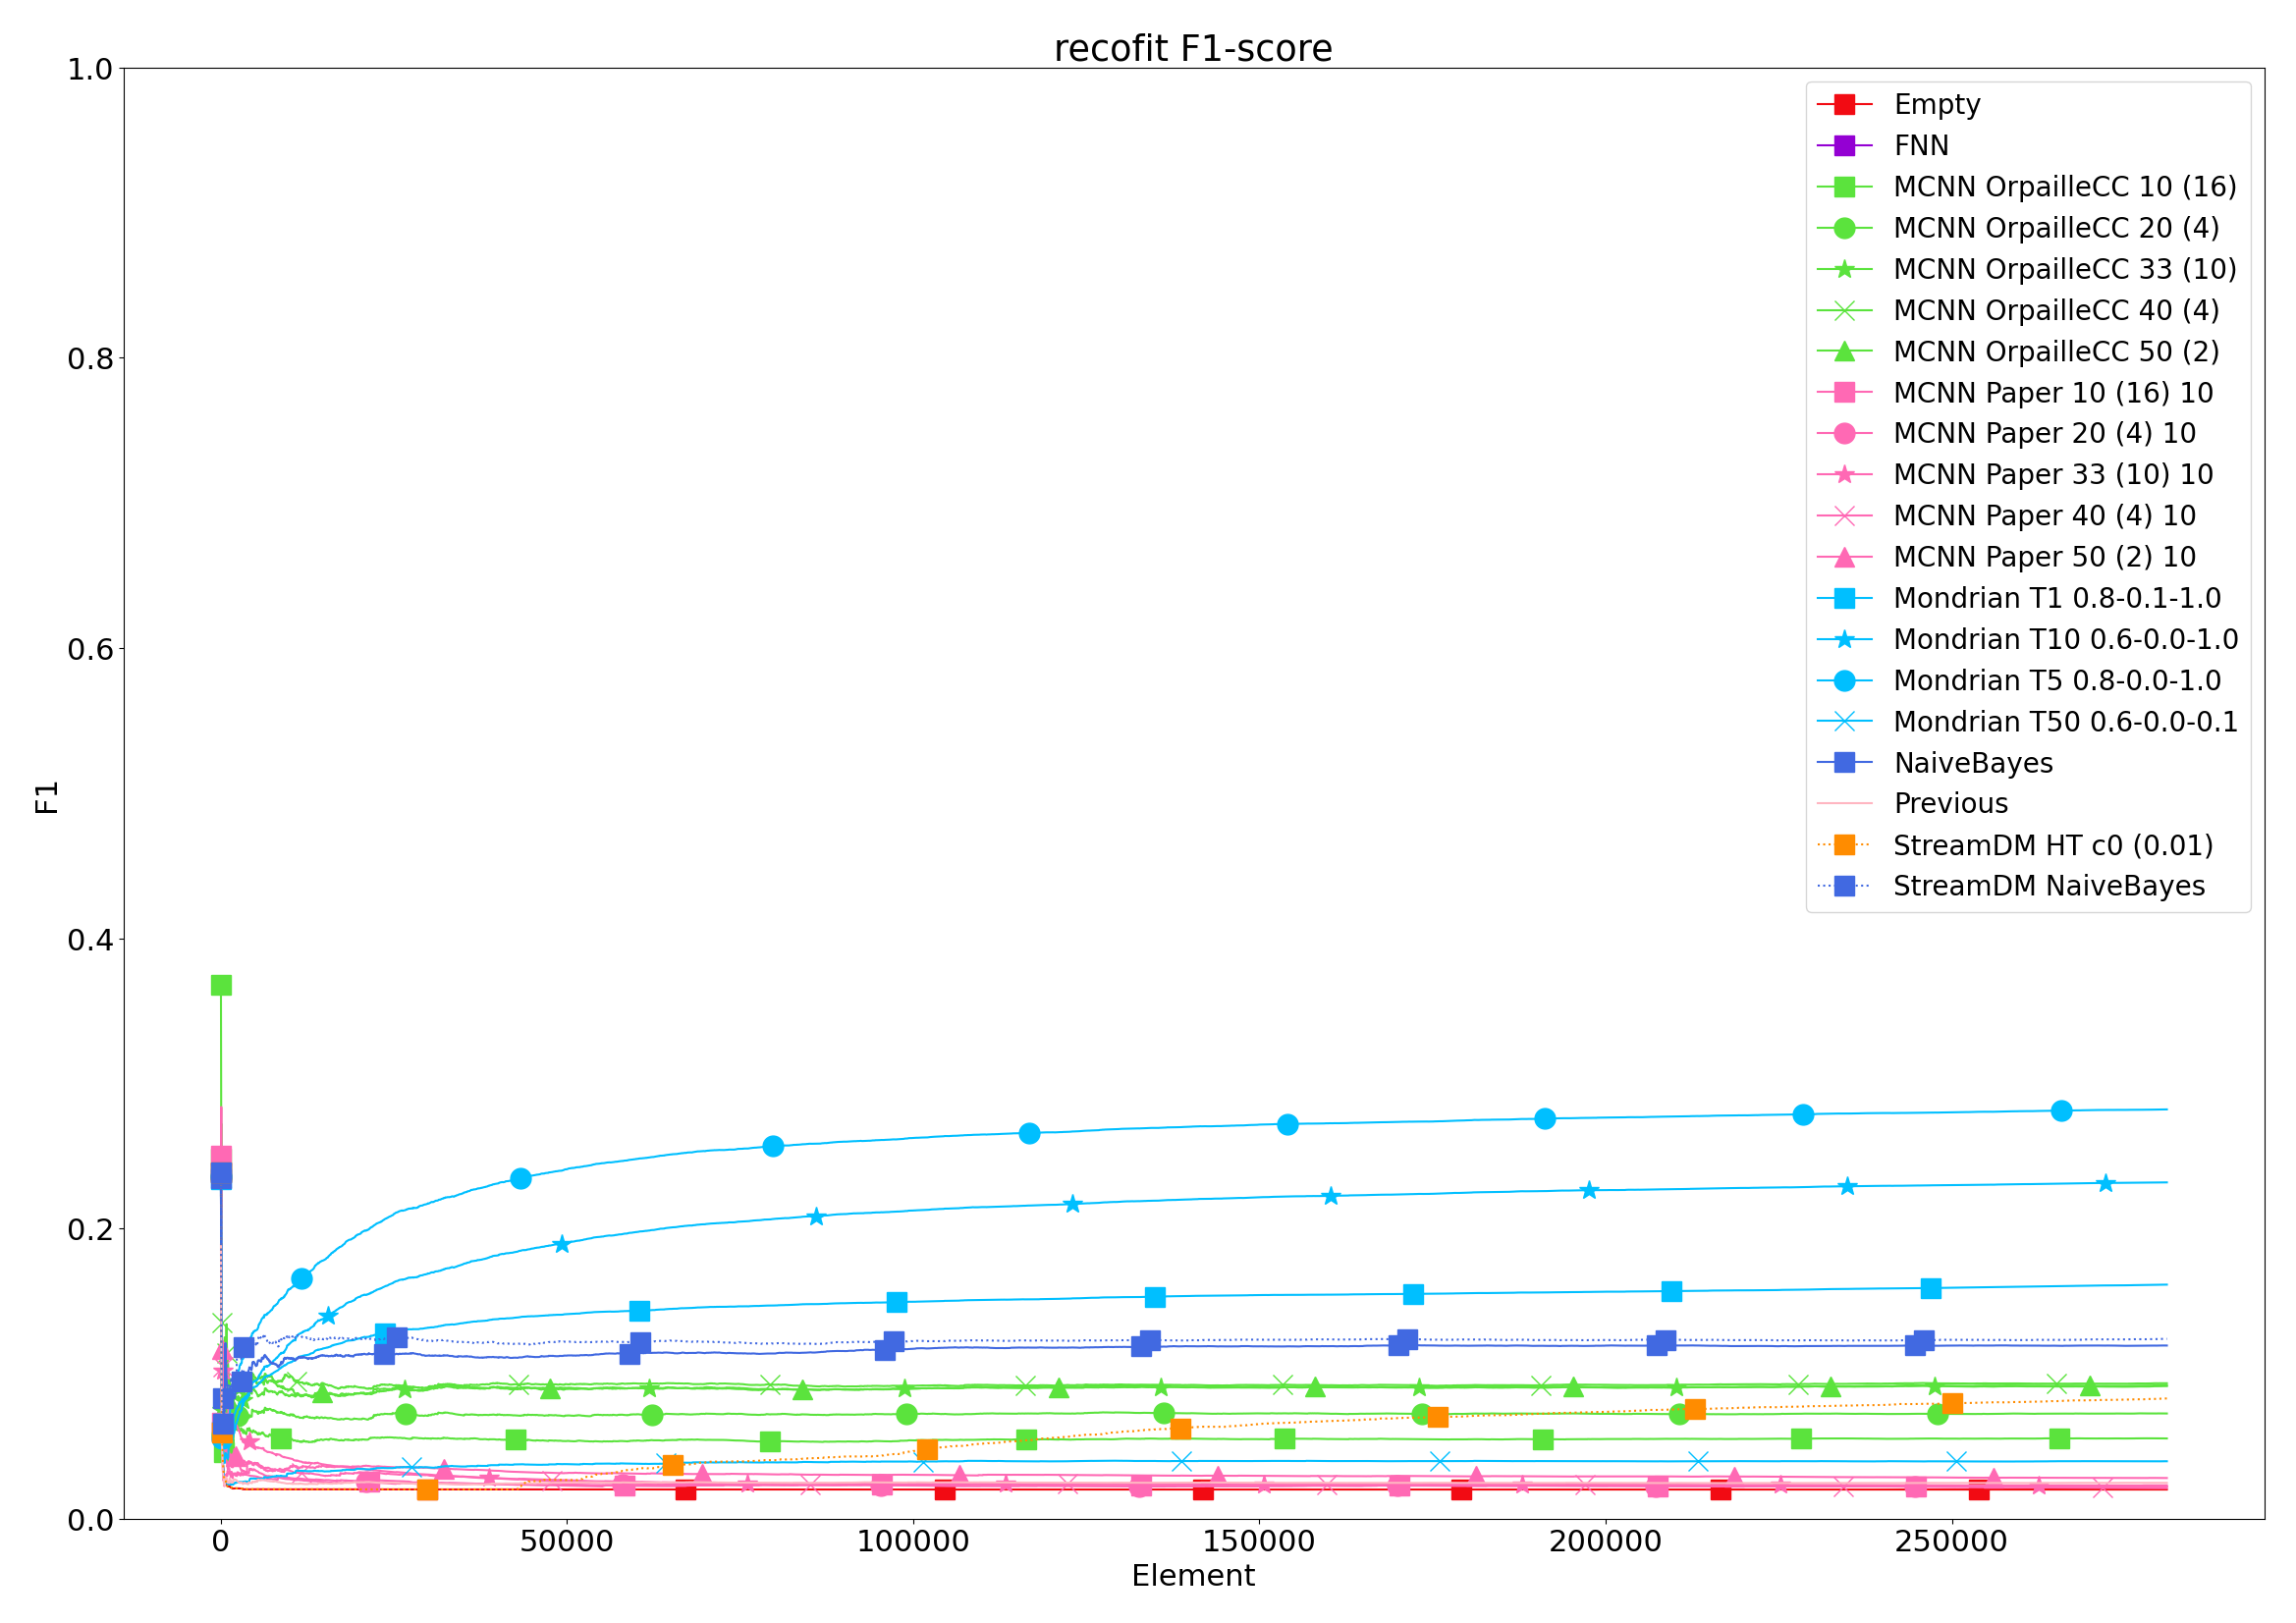 recofit F1-score
1.0
0.8
0.6
0.4
0.2
0.0
F1
0 50000 100000 150000 200000 250000
Element
Empty
FNN
MCNN OrpailleCC 10 (16)
MCNN OrpailleCC 20 (4)
MCNN OrpailleCC 33 (10)
MCNN OrpailleCC 40 (4)
MCNN OrpailleCC 50 (2)
MCNN Paper 10 (16) 10
MCNN Paper 20 (4) 10
MCNN Paper 33 (10) 10
MCNN Paper 40 (4) 10
MCNN Paper 50 (2) 10
Mondrian T1 0.8-0.1-1.0
Mondrian T10 0.6-0.0-1.0
Mondrian T5 0.8-0.0-1.0
Mondrian T50 0.6-0.0-0.1
NaiveBayes
Previous
StreamDM HT c0 (0.01)
StreamDM NaiveBayes